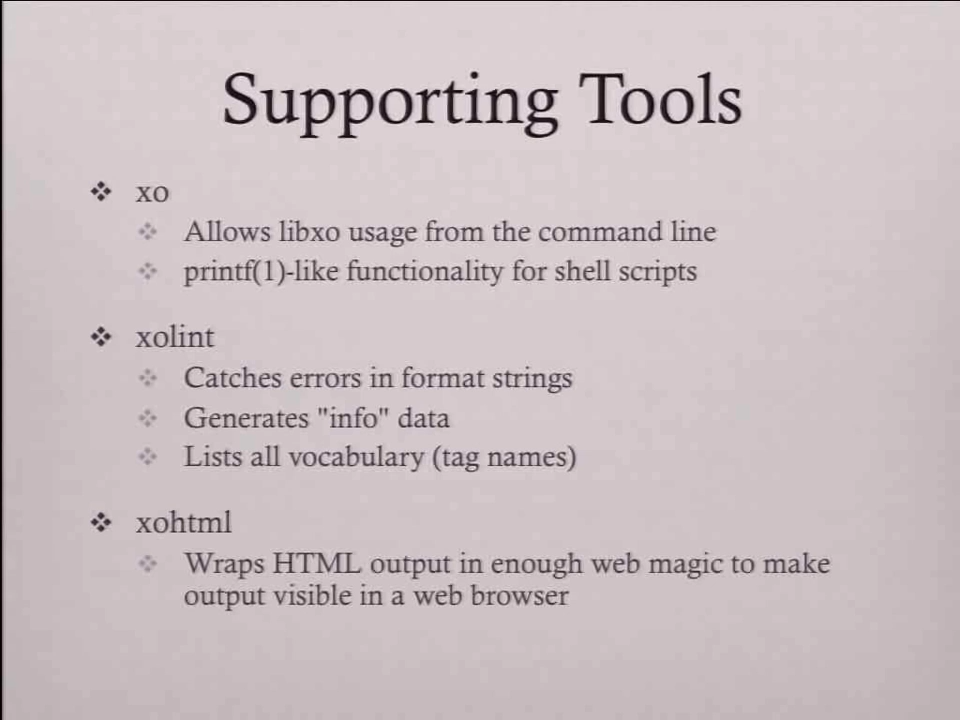 Supporting Tools
❖ xo
❖ Allows libxo usage from the command line
❖ printf(1)-like functionality for shell scripts
❖ xolint
❖ Catches errors in format strings
❖ Generates "info" data
❖ Lists all vocabulary (tag names)
❖ xohtml
❖ Wraps HTML output in enough web magic to make
output visible in a web browser